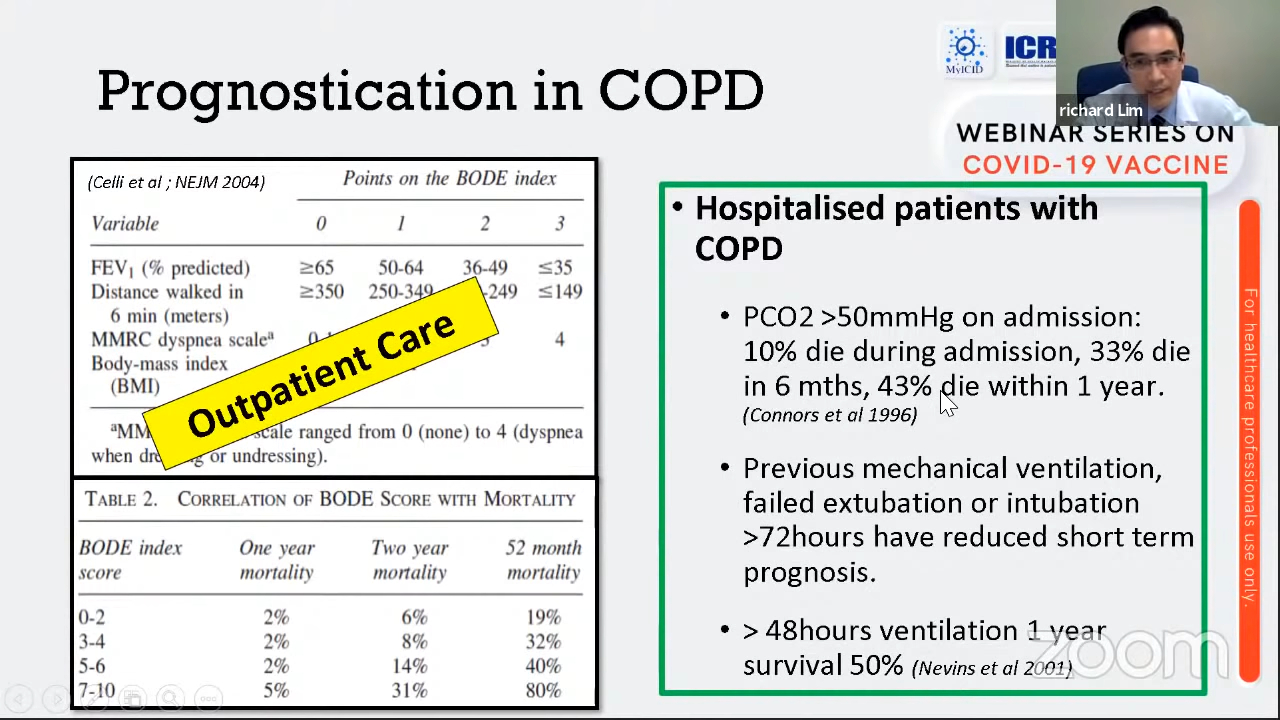 Prognostication in COPD
MyICID
ICR
richard Lim
WEBINAR SERIES ON
COVID-19 VACCINE
(Celli et al ; NEJM 2004)
Points on the BODE index
Variable 0 1 2 3
FEV1 (% predicted) ≥65 50-64 36-49 ≤35
Distance walked in ≥350 250-349 -249 ≤149
6 min (meters)
MMRC dyspnea scaleª 4
Body-mass index
(BMI)
Outpatient Care
scale ranged from 0 (none) to 4 (dyspnea
when or undressing).
TABLE 2. CORRELATION OF BODE SCORE WITH MORTALITY
BODE index One year Two year 52 month
score mortality mortality mortality
0-2 2% 6% 19%
3-4 2% 8% 32%
5-6 2% 14% 40%
7-10 5% 31% 80%
• Hospitalised patients with
COPD
• PCO2 >50mmHg on admission:
10% die during admission, 33% die
in 6 mths, 43% die within 1 year.
(Connors et al 1996)
• Previous mechanical ventilation,
failed extubation or intubation
>72hours have reduced short term
prognosis.
• > 48hours ventilation 1 year
survival 50% (Nevins et al 2001)
zoom
For healthcare professionals use only.